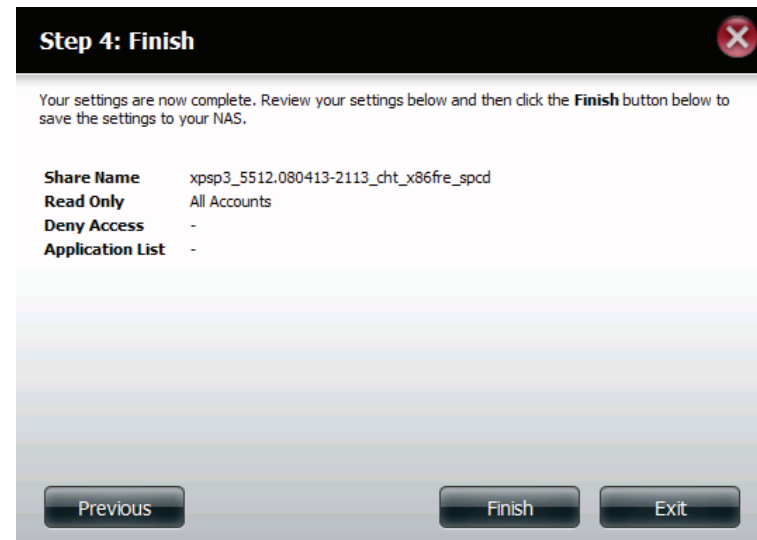 Step 4: Finish
Your settings are now complete. Review your settings below and then click the Finish button below to
save the settings to your NAS.
Share Name xpsp3_5512.080413-2113_cht_x86fre_spcd
Read Only All Accounts
Deny Access -
Application List -
Previous Finish Exit